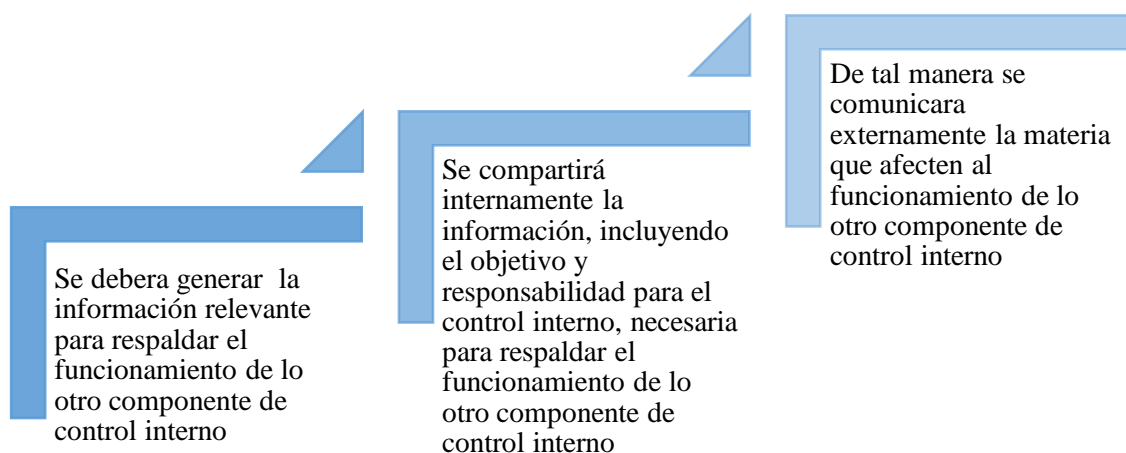 Se debera generar  la
información relevante
para respaldar el
funcionamiento de lo
otro componente de
control interno
Se compartirá
internamente la
información, incluyendo
el objetivo y
responsabilidad para el
control interno, necesaria
para respaldar el
funcionamiento de lo
otro componente de
control interno
De tal manera se
comunicara
externamente la materia
que afecten al
funcionamiento de lo
otro componente de
control interno